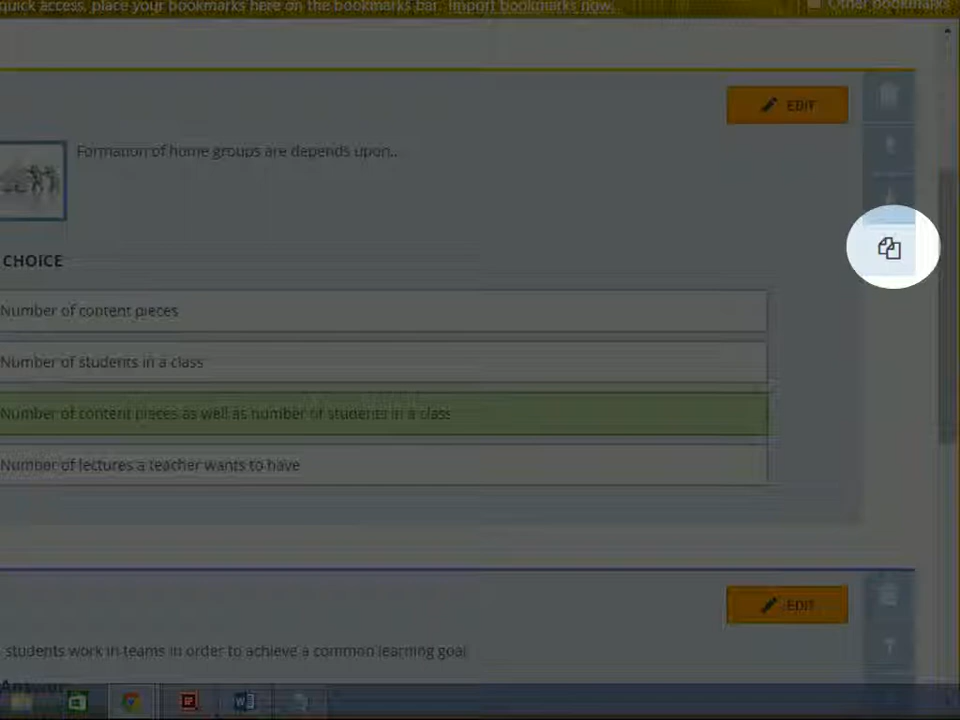 quick access, place your bookmarks here on the bookmarks bar. Import bookmarks now.
Other bookmarks
EDIT
Formation of home groups are depends upon...
CHOICE
Number of content pieces
Number of students in a class
Number of content pieces as well as number of students in a class
Number of lectures a teacher wants to have
EDIT
students work in teams in order to achieve a common learning goal
Answer